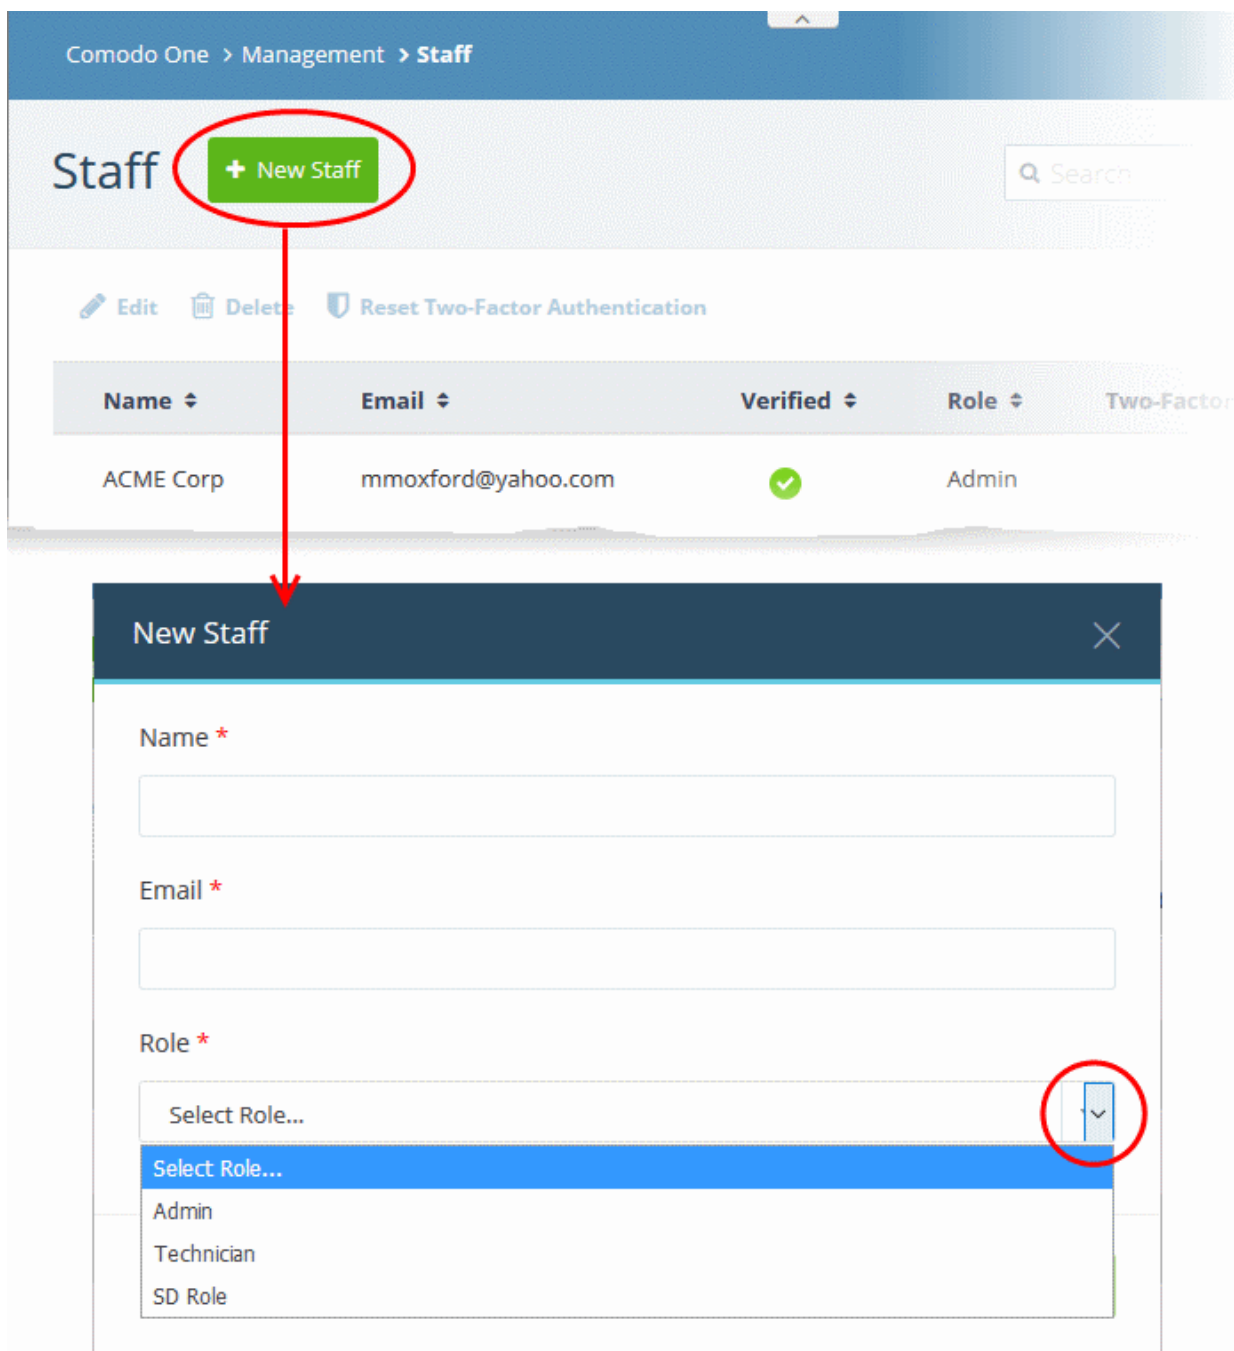 Comodo One > Management > Staff
Staff + New Staff Search
Edit Delete Reset Two-Factor Authentication
Name Email Verified Role Two-Factor
ACME Corp mmoxford@yahoo.com Admin
New Staff
Name *
Email *
Role *
Select Role...
Select Role...
Admin
Technician
SD Role